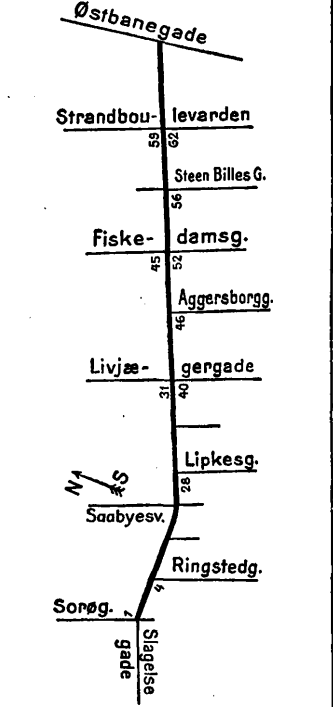 Østbanegade
Strandbou- levarden
59 62
Steen Billes G.
56
Fiske- damsg.
45 52
Aggersborgg.
46
Livjæ- gergade
31 40
Lipkesg.
28
N S
Saabyesv.
Ringstedg.
4
Sorøg. 1
Slagelse
gade